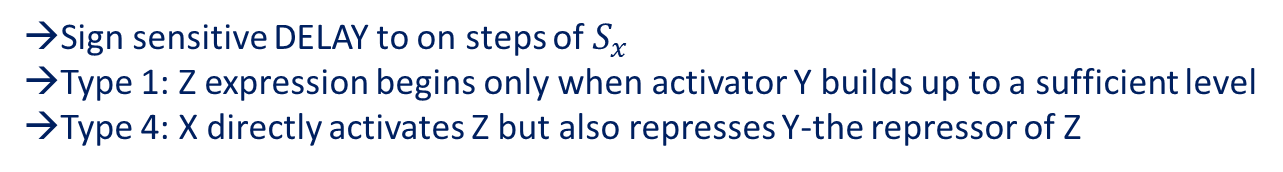 →Sign sensitive DELAY to on steps of Sₓ
→Type 1: Z expression begins only when activator Y builds up to a sufficient level
→Type 4: X directly activates Z but also represses Y-the repressor of Z